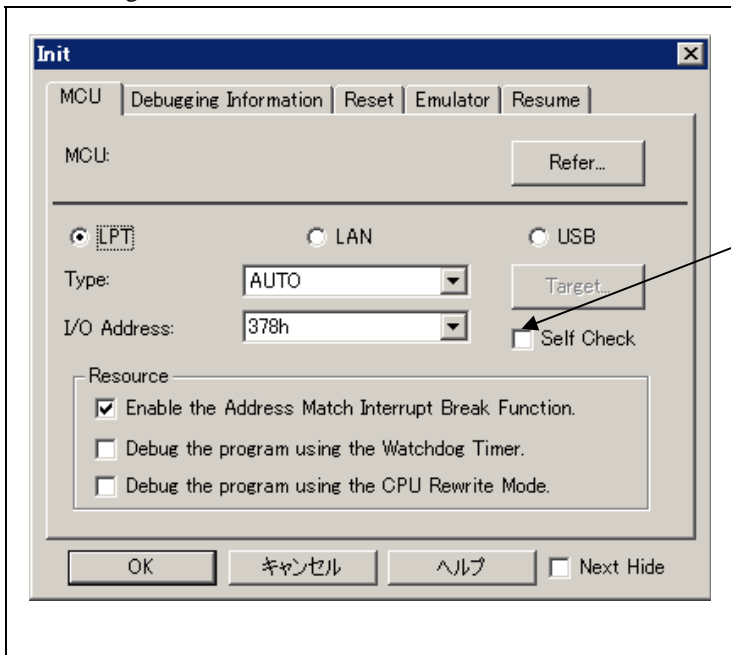 Init
MCU Debugging Information Reset Emulator Resume
MCU: Refer...
LPT LAN USB
Type: AUTO Target...
I/O Address: 378h Self Check
Resource
Enable the Address Match Interrupt Break Function.
Debug the program using the Watchdog Timer.
Debug the program using the CPU Rewrite Mode.
OK キャンセル ヘルプ Next Hide